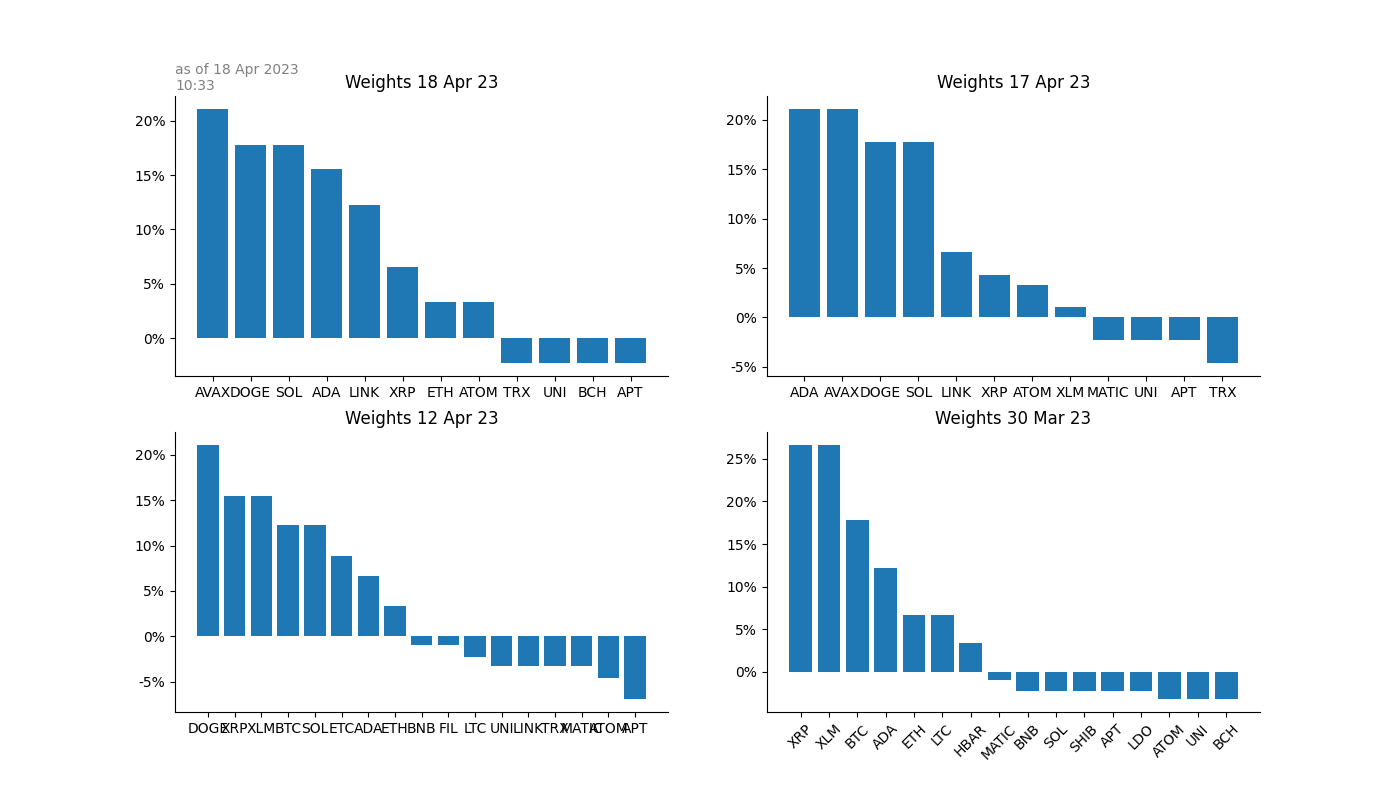 as of 18 Apr 2023
10:33
Weights 18 Apr 23
20%
15%
10%
5%
0%
AVAX DOGE SOL ADA LINK XRP ETH ATOM TRX UNI BCH APT
Weights 17 Apr 23
20%
15%
10%
5%
0%
-5%
ADA AVAX DOGE SOL LINK XRP ATOM XLM MATIC UNI APT TRX
Weights 12 Apr 23
20%
15%
10%
5%
0%
-5%
DOGE XRP XLM BTC SOL ETC ADA ETH BNB FIL LTC UNI LINK TRX MATIC ATOM APT
Weights 30 Mar 23
25%
20%
15%
10%
5%
0%
XRP XLM BTC ADA ETH LTC HBAR MATIC BNB SOL SHIB APT LDO ATOM UNI BCH